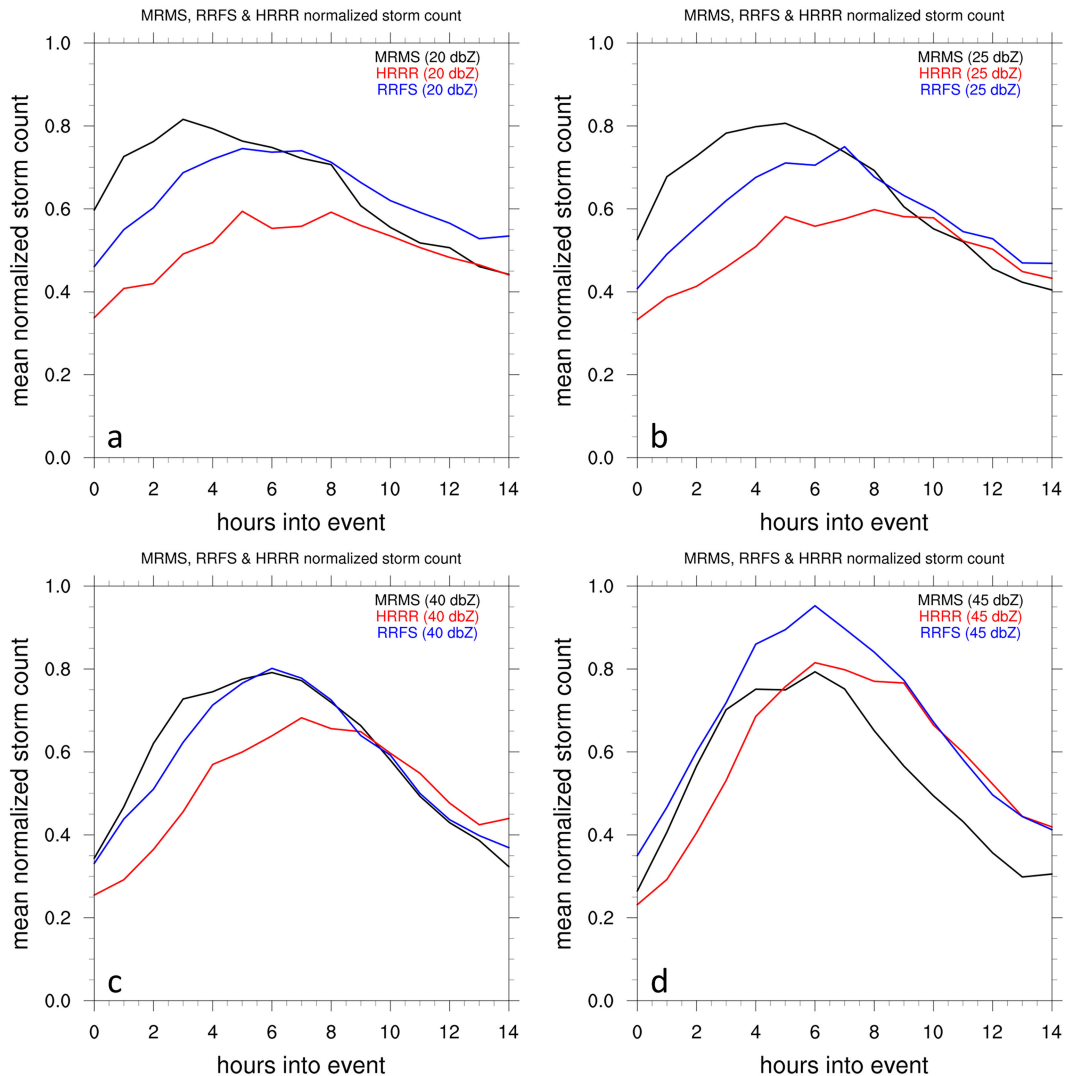 MRMS, RRFS & HRRR normalized storm count
MRMS (20 dbZ)
HRRR (20 dbZ)
RRFS (20 dbZ)
mean normalized storm count
1.0
0.8
0.6
0.4
0.2
0.0
a
0 2 4 6 8 10 12 14
hours into event
MRMS, RRFS & HRRR normalized storm count
MRMS (25 dbZ)
HRRR (25 dbZ)
RRFS (25 dbZ)
mean normalized storm count
1.0
0.8
0.6
0.4
0.2
0.0
b
0 2 4 6 8 10 12 14
hours into event
MRMS, RRFS & HRRR normalized storm count
MRMS (40 dbZ)
HRRR (40 dbZ)
RRFS (40 dbZ)
mean normalized storm count
1.0
0.8
0.6
0.4
0.2
0.0
c
0 2 4 6 8 10 12 14
hours into event
MRMS, RRFS & HRRR normalized storm count
MRMS (45 dbZ)
HRRR (45 dbZ)
RRFS (45 dbZ)
mean normalized storm count
1.0
0.8
0.6
0.4
0.2
0.0
d
0 2 4 6 8 10 12 14
hours into event